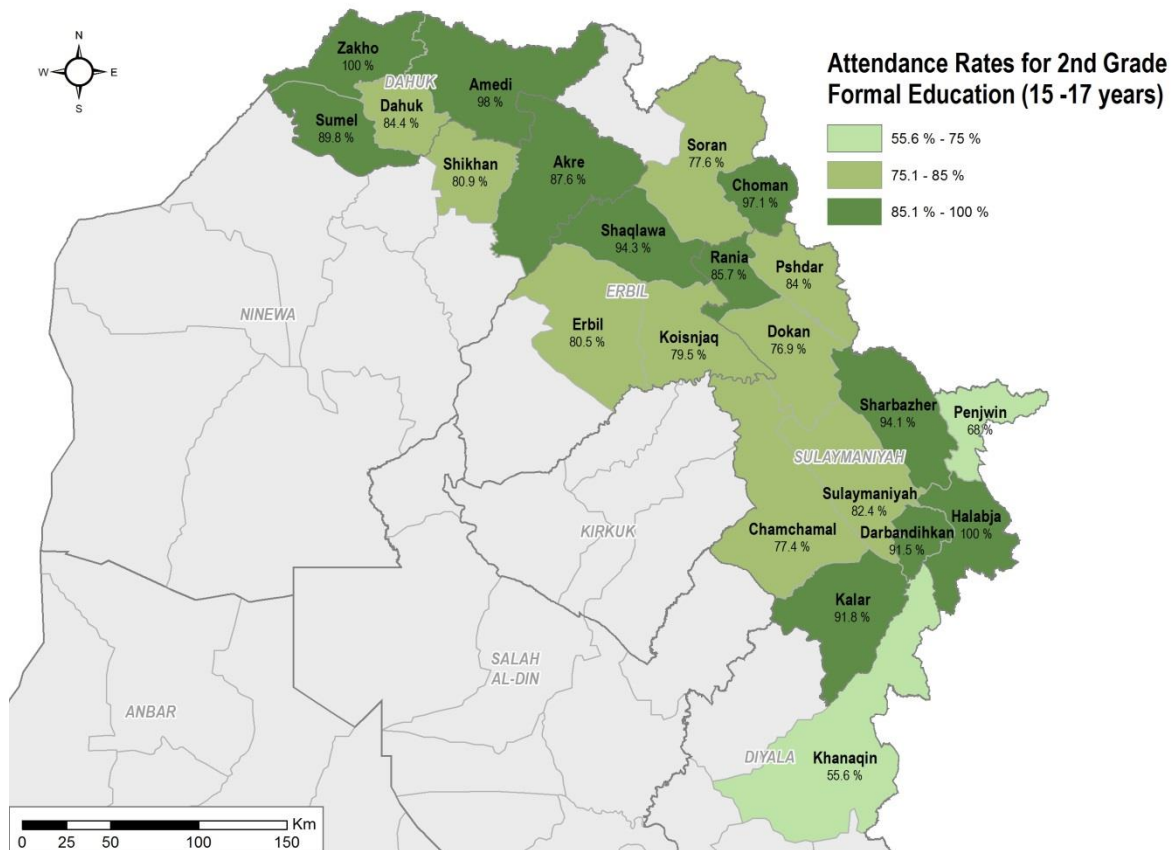 N
W E
S
Attendance Rates for 2nd Grade
Formal Education (15 -17 years)
55.6 % - 75 %
75.1 - 85 %
85.1 % - 100 %
Zakho
100 %
DAHUK
Amedi
98 %
Dahuk
84.4 %
Sumel
89.8 %
Shikhan
80.9 %
Akre
87.6 %
Soran
77.6 %
Choman
97.1 %
Shaqlawa
94.3 %
Rania
85.7 %
Pshdar
84 %
ERBIL
NINEWA
Erbil
80.5 %
Koisnjaq
79.5 %
Dokan
76.9 %
Sharbazher
94.1 %
Penjwin
68 %
SULAYMANIYAH
Sulaymaniyah
82.4 %
Halabja
100 %
Chamchamal
77.4 %
Darbandihkan
91.5 %
KIRKUK
Kalar
91.8 %
SALAH
AL-DIN
ANBAR
DIYALA
Khanaqin
55.6 %
Km
0 25 50 100 150